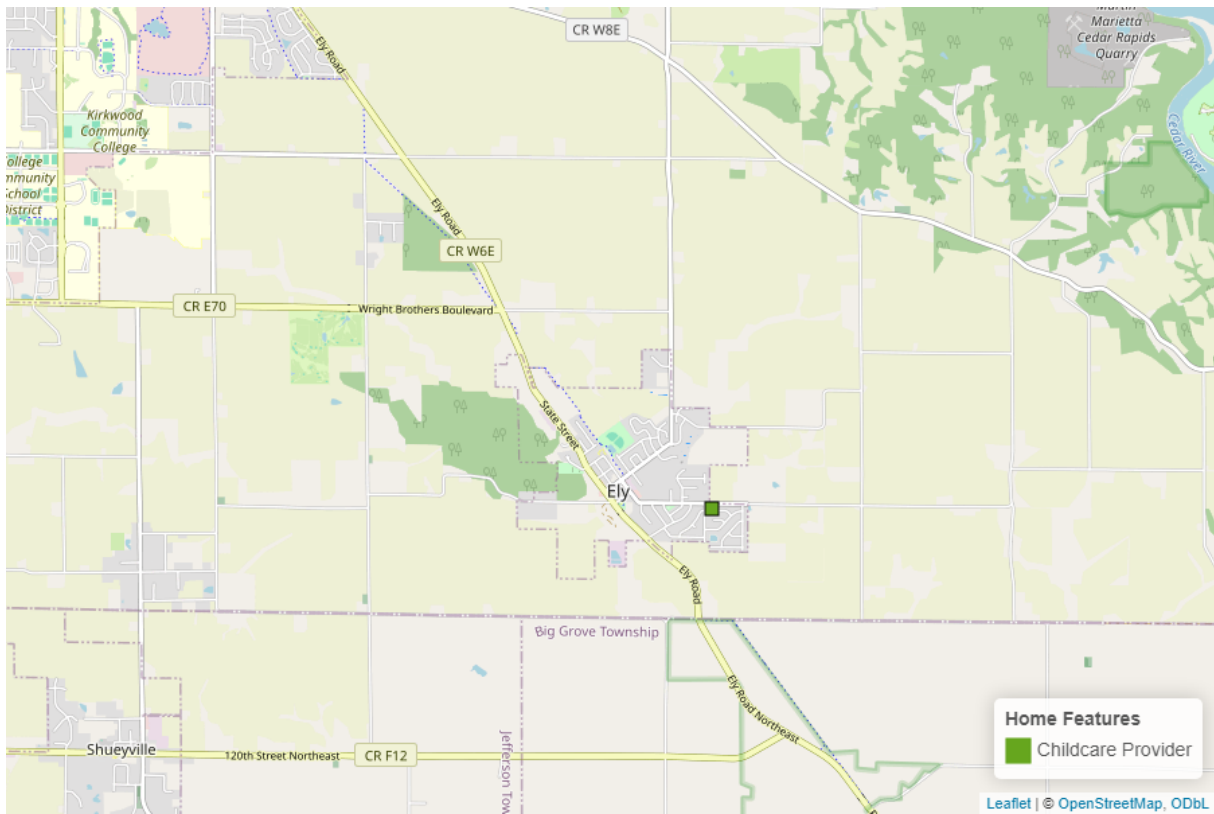 CR W8E
Martin
Marietta
Cedar Rapids
Quarry
Ely Road
Kirkwood
Community
College
Cedar River
School
District
Ely Road
CR W6E
CR E70
Wright Brothers Boulevard
State Street
Ely
Ely Road
Big Grove Township
Ely Road Northeast
Home Features
Childcare Provider
Shueyville
120th Street Northeast
CR F12
Jefferson Tow
Leaflet | © OpenStreetMap, ODbL